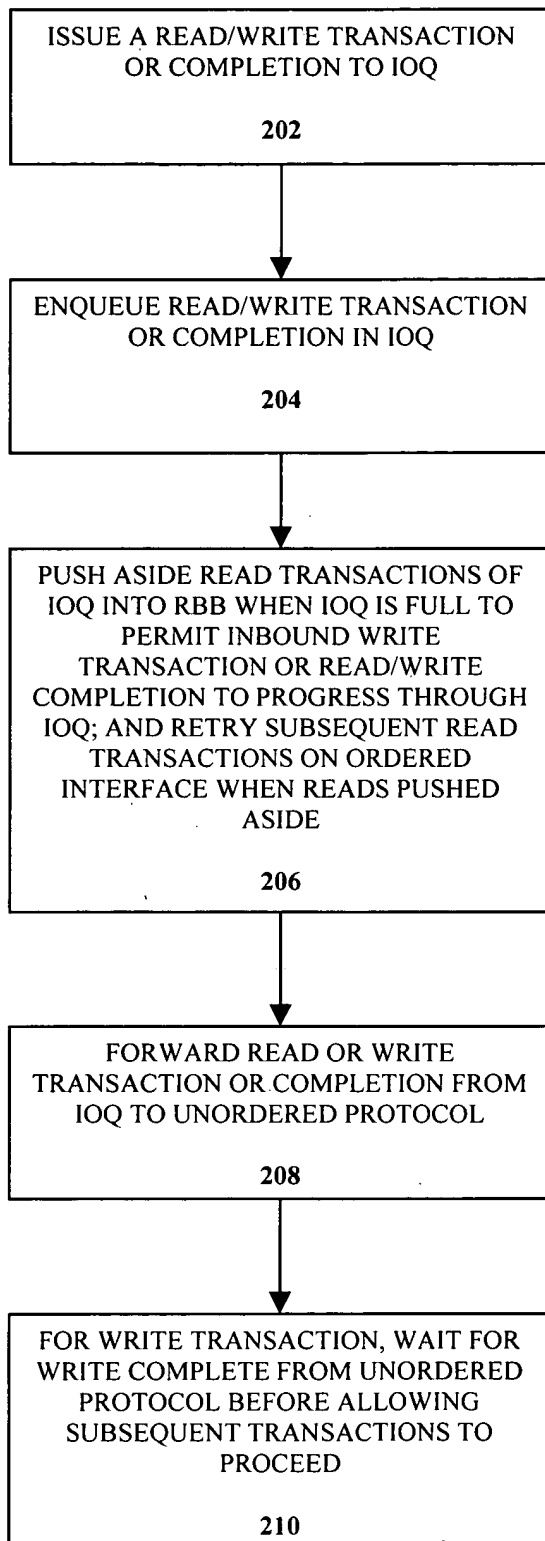 ISSUE A READ/WRITE TRANSACTION
OR COMPLETION TO IOQ
202
ENQUEUE READ/WRITE TRANSACTION
OR COMPLETION IN IOQ
204
PUSH ASIDE READ TRANSACTIONS OF
IOQ INTO RBB WHEN IOQ IS FULL TO
PERMIT INBOUND WRITE
TRANSACTION OR READ/WRITE
COMPLETION TO PROGRESS THROUGH
IOQ; AND RETRY SUBSEQUENT READ
TRANSACTIONS ON ORDERED
INTERFACE WHEN READS PUSHED
ASIDE
206
FORWARD READ OR WRITE
TRANSACTION OR COMPLETION FROM
IOQ TO UNORDERED PROTOCOL
208
FOR WRITE TRANSACTION, WAIT FOR
WRITE COMPLETE FROM UNORDERED
PROTOCOL BEFORE ALLOWING
SUBSEQUENT TRANSACTIONS TO
PROCEED
210